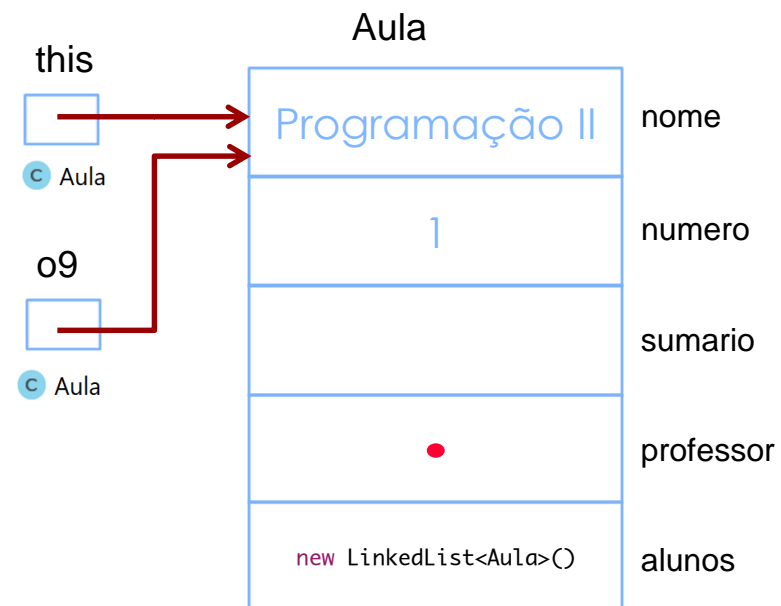 Aula
this
Programação II
nome
C Aula
1
numero
o9
sumario
C Aula
professor
new LinkedList<Aula>()
alunos